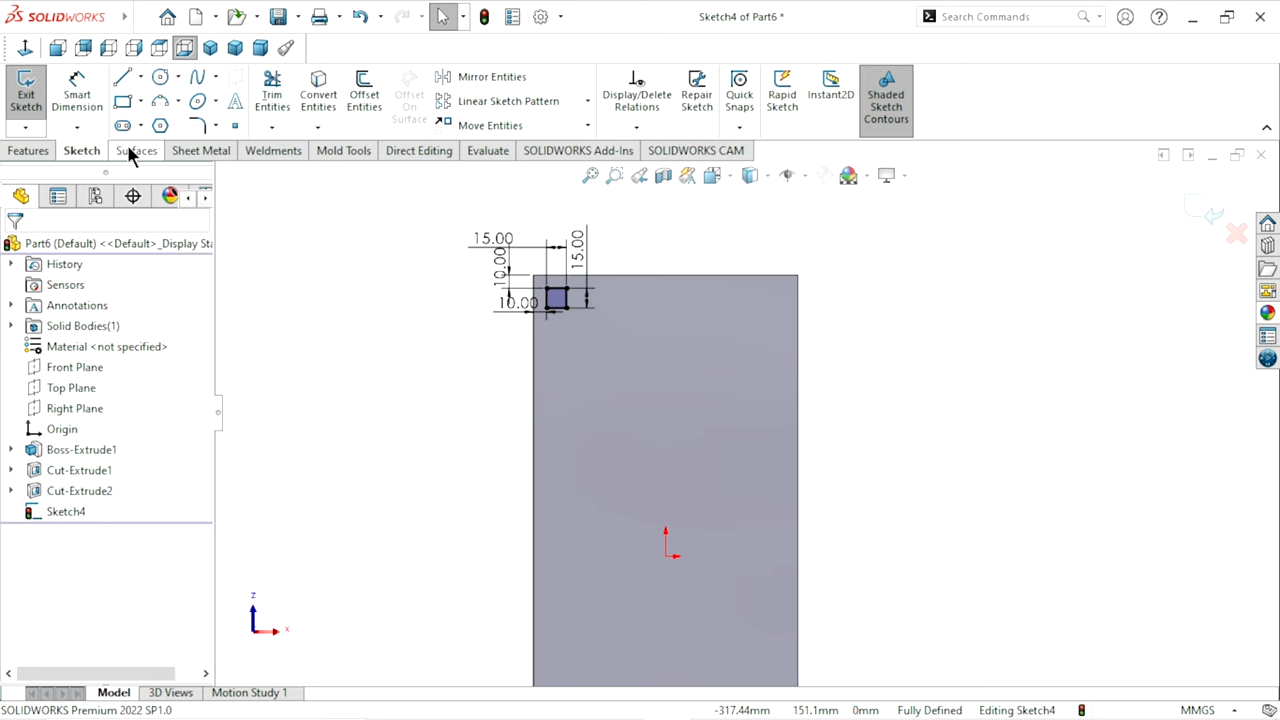 SOLIDWORKS
Sketch4 of Part6 *
Search Commands
Exit Sketch
Smart Dimension
Trim Entities
Convert Entities
Offset Entities
Offset On Surface
Mirror Entities
Linear Sketch Pattern
Move Entities
Display/Delete Relations
Repair Sketch
Quick Snaps
Rapid Sketch
Instant2D
Shaded Sketch Contours
Features
Sketch
Surfaces
Sheet Metal
Weldments
Mold Tools
Direct Editing
Evaluate
SOLIDWORKS Add-Ins
SOLIDWORKS CAM
Part6 (Default) <<Default>_Display Sta
History
Sensors
Annotations
Solid Bodies(1)
Material <not specified>
Front Plane
Top Plane
Right Plane
Origin
Boss-Extrude1
Cut-Extrude1
Cut-Extrude2
Sketch4
15.00
15.00
10.00
10.00
z
x
Model
3D Views
Motion Study 1
SOLIDWORKS Premium 2022 SP1.0
-317.44mm
151.1mm
0mm
Fully Defined
Editing Sketch4
MMGS